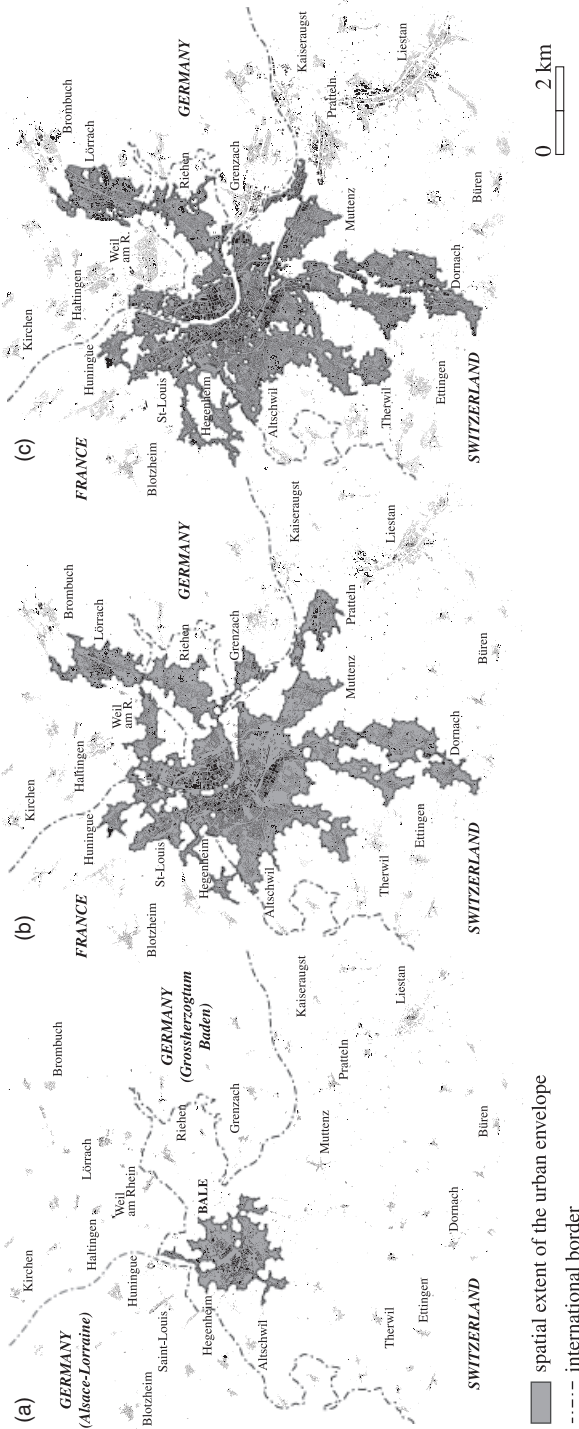 (a)
GERMANY
(Alsace-Lorraine)
Kirchen
Haltingen
Huningue
Weil
am Rhein
Lörrach
Brombuch
Blotzheim
Saint-Louis
Hegenheim
BALE
Riehen
GERMANY
(Grossherzogtum
Baden)
Altschwil
Grenzach
Kaiseraugst
Muttenz
Pratteln
Therwil
Ettingen
Dornach
Liestan
SWITZERLAND
Büren
(b)
FRANCE
Kirchen
Haltingen
Huningue
Weil
am R.
Lörrach
Brombuch
Blotzheim
St-Louis
Hegenheim
Riehen
GERMANY
Grenzach
Altschwil
Kaiseraugst
Muttenz
Pratteln
Therwil
Ettingen
Dornach
Liestan
SWITZERLAND
Büren
(c)
FRANCE
Kirchen
Haltingen
Huningue
Weil
am R.
Lörrach
Brombuch
Blotzheim
St-Louis
Hegenheim
Riehen
GERMANY
Grenzach
Altschwil
Kaiseraugst
Muttenz
Pratteln
Therwil
Ettingen
Dornach
Liestan
SWITZERLAND
Büren
spatial extent of the urban envelope
international border
0 2 km